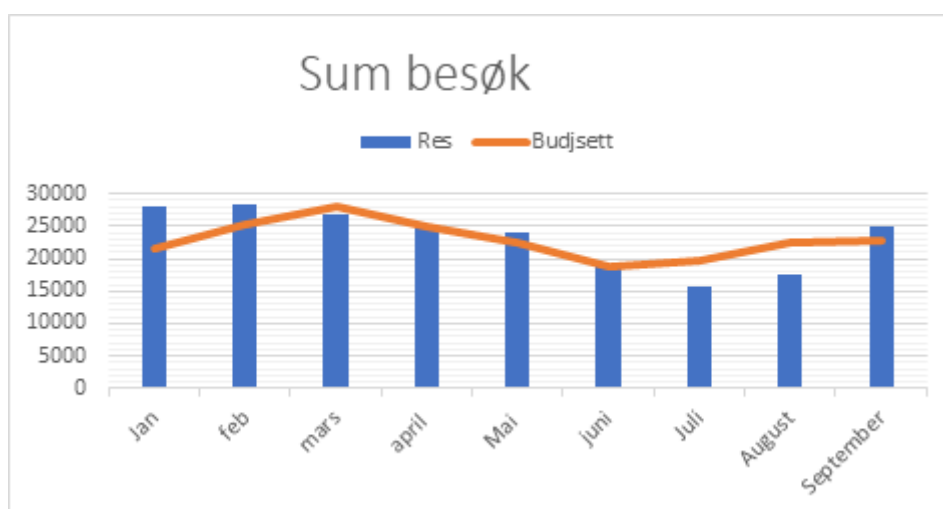 Sum besøk
Res Budjsett
30000
25000
20000
15000
10000
5000
0
Jan feb mars april Mai juni Juli August September